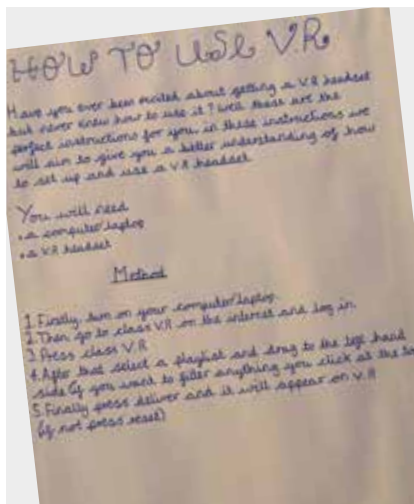 HOW TO USE V.R
Have you ever been excited about getting a V.R headset
but never knew how to use it? Well these are the
perfect instructions for you, in these instructions we
will aim to give you a better understanding of how
to set up and use a V.R headset.
You will need
• a computer/laptop
• a V.R headset
Method
1. Firstly, turn on your computer/laptop.
2. Then go to class V.R on the internet and log in.
3. Press class V.R
4. After that select a playlist and drag to the left hand
side (if you want to filter anything you click at the
5. Finally press deliver and it will appear on V.R
(if not press reset)